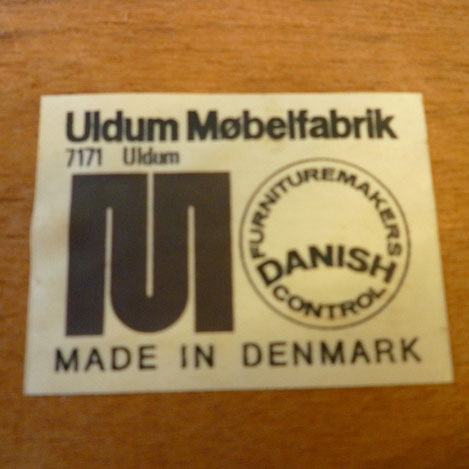 Uldum Møbelfabrik
7171 Uldum
FURNITUREMAKERS
DANISH
CONTROL
MADE IN DENMARK